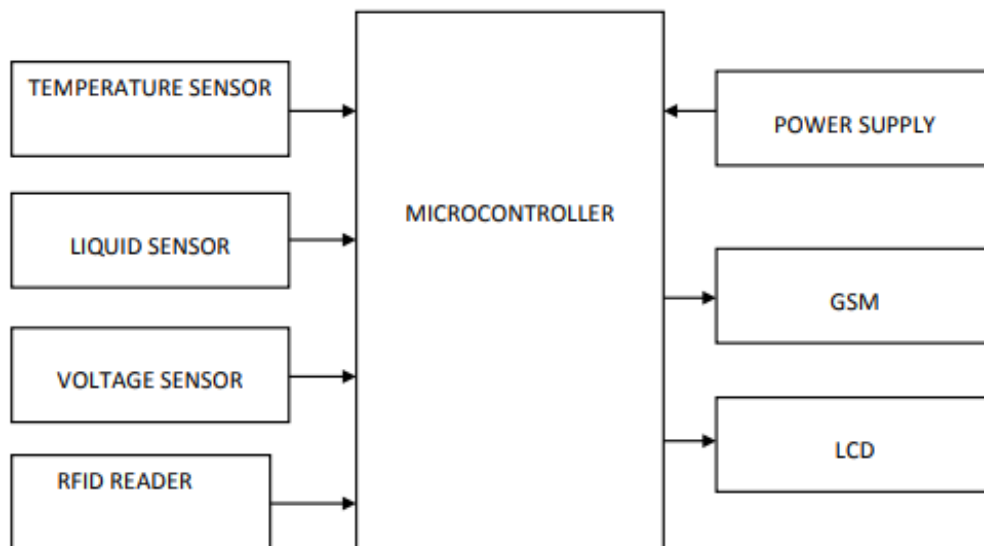 TEMPERATURE SENSOR
LIQUID SENSOR
VOLTAGE SENSOR
RFID READER
MICROCONTROLLER
POWER SUPPLY
GSM
LCD